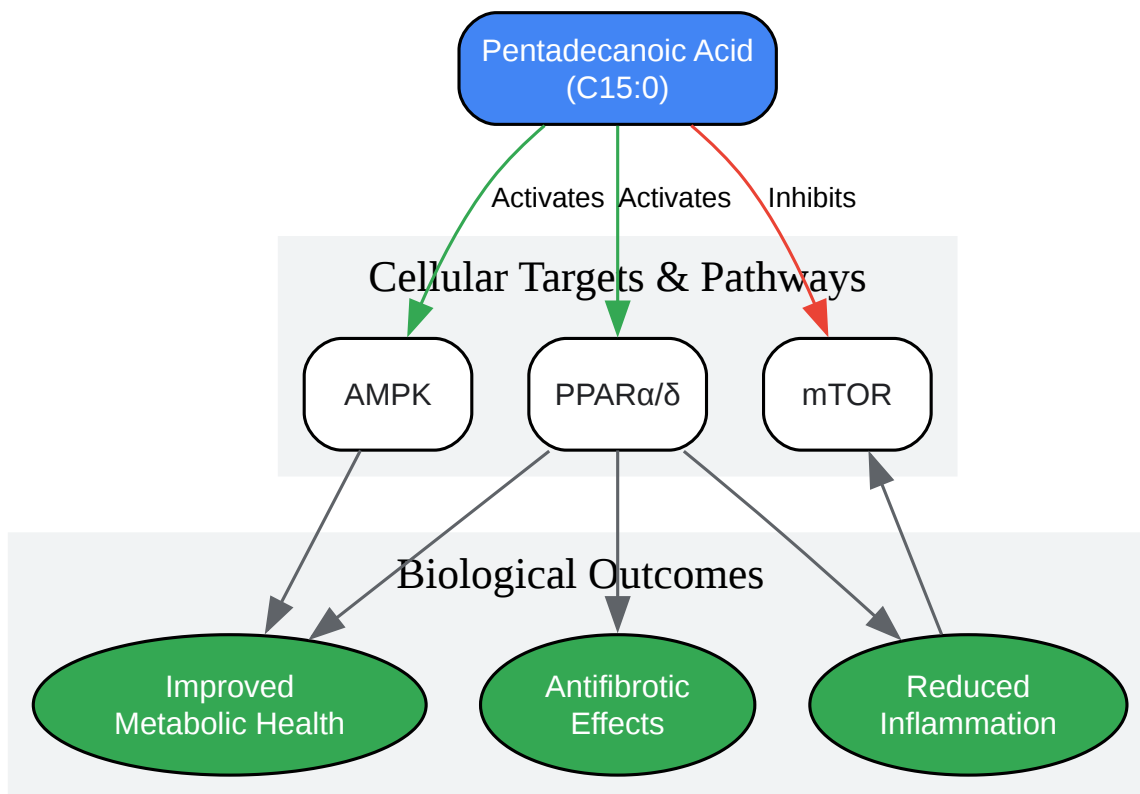 Pentadecanoic Acid
(C15:0)
Activates
Activates
Inhibits
Cellular Targets & Pathways
AMPK
PPARα/δ
mTOR
Biological Outcomes
Improved
Metabolic Health
Antifibrotic
Effects
Reduced
Inflammation